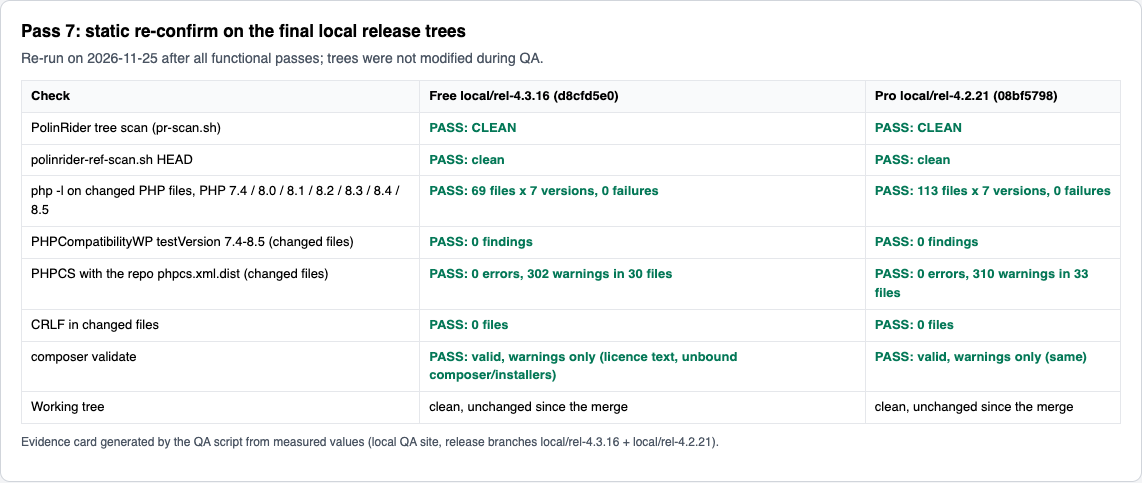 Pass 7: static re-confirm on the final local release trees
Re-run on 2026-11-25 after all functional passes; trees were not modified during QA.
Check Free local/rel-4.3.16 (d8cfd5e0) Pro local/rel-4.2.21 (08bf5798)
PolinRider tree scan (pr-scan.sh) PASS: CLEAN PASS: CLEAN
polinrider-ref-scan.sh HEAD PASS: clean PASS: clean
php -l on changed PHP files, PHP 7.4 / 8.0 / 8.1 / 8.2 / 8.3 / 8.4 / PASS: 69 files x 7 versions, 0 failures PASS: 113 files x 7 versions, 0 failures
8.5
PHPCompatibilityWP testVersion 7.4-8.5 (changed files) PASS: 0 findings PASS: 0 findings
PHPCS with the repo phpcs.xml.dist (changed files) PASS: 0 errors, 302 warnings in 30 files PASS: 0 errors, 310 warnings in 33
files
CRLF in changed files PASS: 0 files PASS: 0 files
composer validate PASS: valid, warnings only (licence text, unbound PASS: valid, warnings only (same)
composer/installers)
Working tree clean, unchanged since the merge clean, unchanged since the merge
Evidence card generated by the QA script from measured values (local QA site, release branches local/rel-4.3.16 + local/rel-4.2.21).